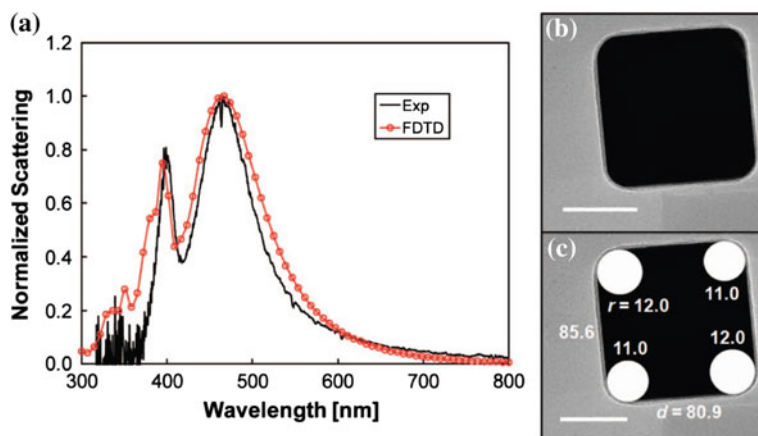 (a)
1.2
1.0
0.8
0.6
0.4
0.2
0.0
Normalized Scattering
Exp
FDTD
300 400 500 600 700 800
Wavelength [nm]
(b)
(c)
r = 12.0
11.0
85.6
11.0
12.0
d = 80.9